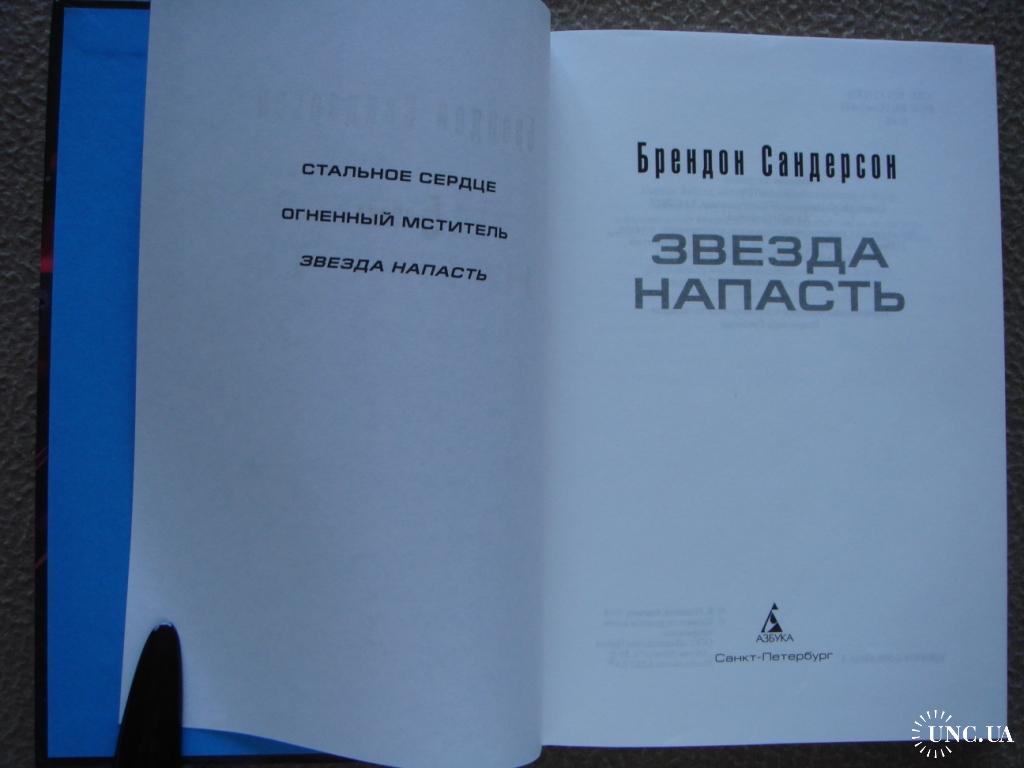 СТАЛЬНОЕ СЕРДЦЕ
ОГНЕННЫЙ МСТИТЕЛЬ
ЗВЕЗДА НАПАСТЬ
Брендон Сандерсон
ЗВЕЗДА
НАПАСТЬ
АЗБУКА
Санкт-Петербург
UNC.UA